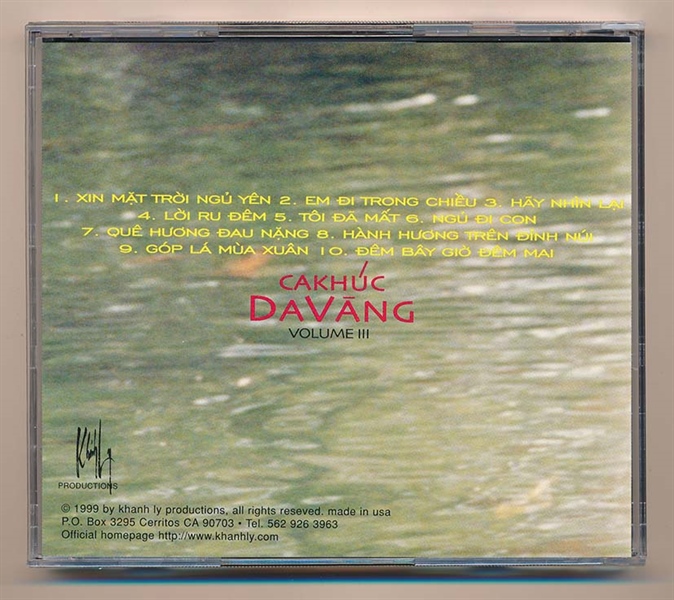 1. XIN MẶT TRỜI NGỦ YÊN 2. EM ĐI TRONG CHIỀU 3. HÃY NHÌN LẠI
4. LỜI RU ĐÊM 5. TÔI ĐÃ MẤT 6. NGỦ ĐI CON
7. QUÊ HƯƠNG ĐAU NẶNG 8. HÀNH HƯƠNG TRÊN ĐỈNH NÚI
9. GÓP LÁ MÙA XUÂN 10. ĐÊM BÂY GIỜ ĐÊM MAI
CAKHÚC
DAVÀNG
VOLUME III
Khánh Ly
PRODUCTIONS
© 1999 by khanh ly productions, all rights reseved. made in usa
P.O. Box 3295 Cerritos CA 90703 • Tel. 562 926 3963
Official homepage http://www.khanhly.com